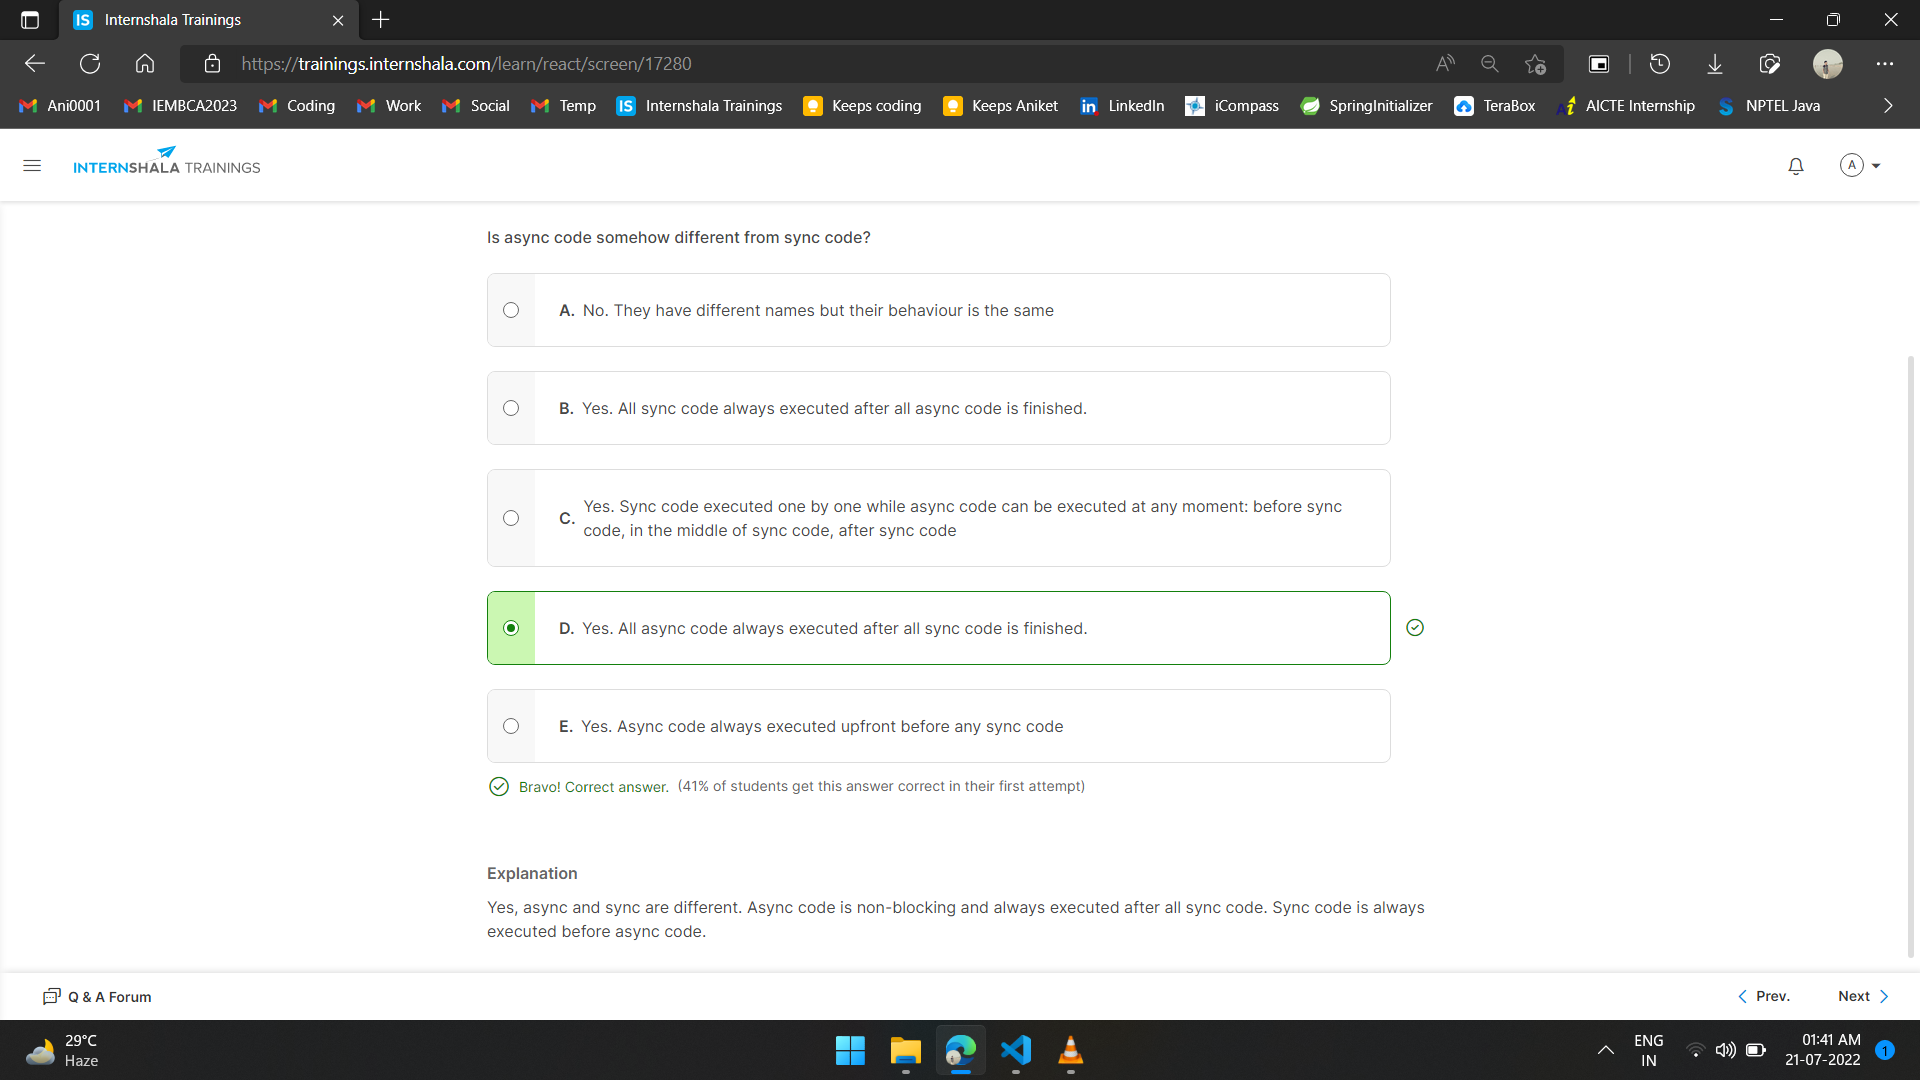 IS Internshala Trainings
https://trainings.internshala.com/learn/react/screen/17280
Ani0001 IEMBCA2023 Coding Work Social Temp IS Internshala Trainings Keeps coding Keeps Aniket in LinkedIn iCompass SpringInitializer TeraBox AICTE Internship NPTEL Java
INTERNSHALA TRAININGS
A
Is async code somehow different from sync code?
A. No. They have different names but their behaviour is the same
B. Yes. All sync code always executed after all async code is finished.
C. Yes. Sync code executed one by one while async code can be executed at any moment: before sync
code, in the middle of sync code, after sync code
D. Yes. All async code always executed after all sync code is finished.
E. Yes. Async code always executed upfront before any sync code
Bravo! Correct answer. (41% of students get this answer correct in their first attempt)
Explanation
Yes, async and sync are different. Async code is non-blocking and always executed after all sync code. Sync code is always
executed before async code.
Q & A Forum
Prev. Next
29°C
Haze
ENG
IN
01:41 AM
21-07-2022
1